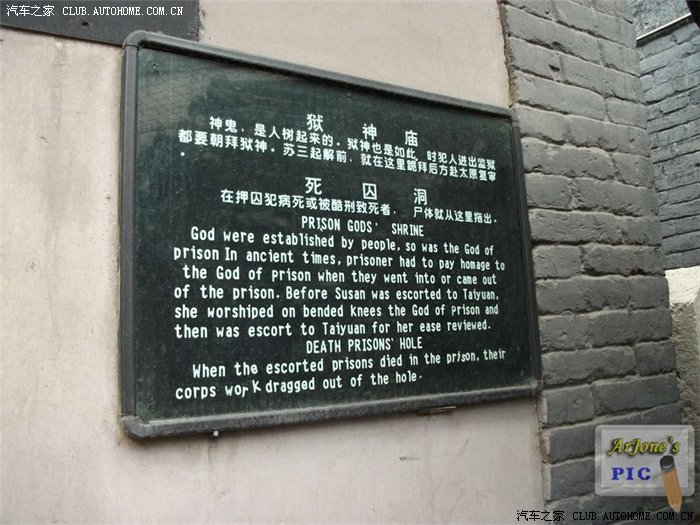 汽车之家 CLUB.AUTOHOME.COM.CN
狱 神 庙
神鬼，是人树起来的。狱神也是如此，时犯人进出监狱
都要朝拜狱神。苏三起解前，就在这里跪拜后方赴太原复审
。
死 囚 洞
在押囚犯病死或被酷刑致死者， 尸体就从这里拖出。
PRISON GODS' SHRINE
God were established by people, so was the God of
prison In ancient times, prisoner had to pay homage to
the God of Prison when they went into or came out
of the prison. Before Susan was escorted to Taiyuan,
she worshiped on bended knees the God of Prison and
then was escort to Taiyuan for her ease reviewed.
DEATH PRISONS' HOLE
When the escorted prisons died in the prison, their
corps work dragged out of the hole.
ArJone's
PIC
汽车之家 CLUB.AUTOHOME.COM.CN